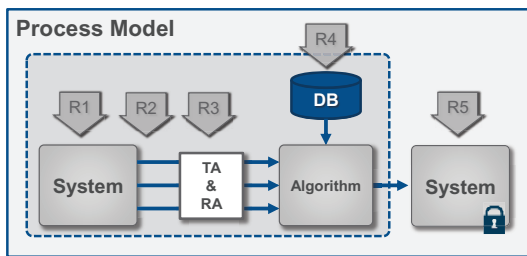 Process Model
R4
R1
R2
R3
R5
DB
System
TA
&
RA
Algorithm
System